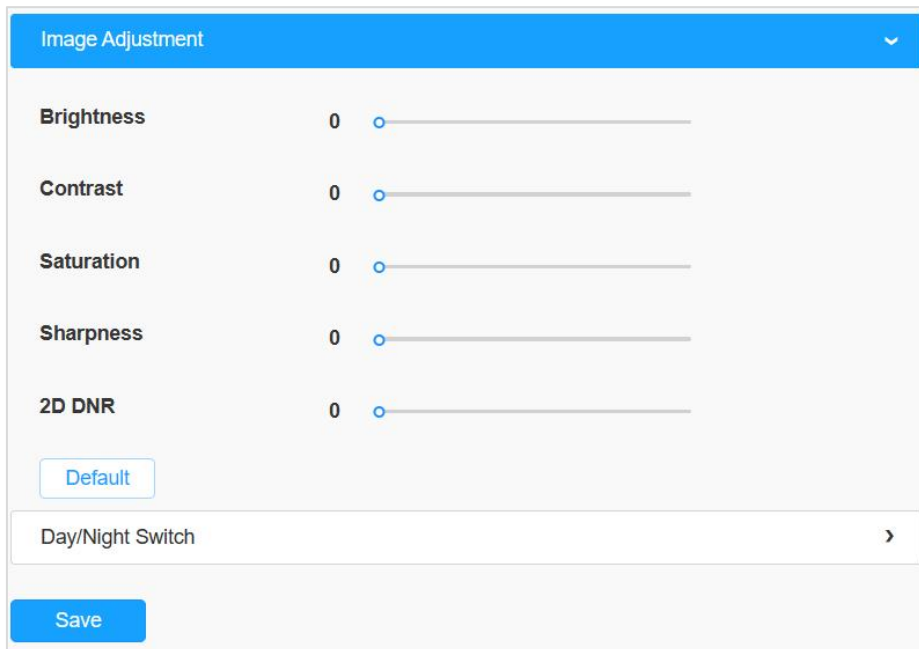 Image Adjustment
Brightness 0
Contrast 0
Saturation 0
Sharpness 0
2D DNR 0
Default
Day/Night Switch
Save